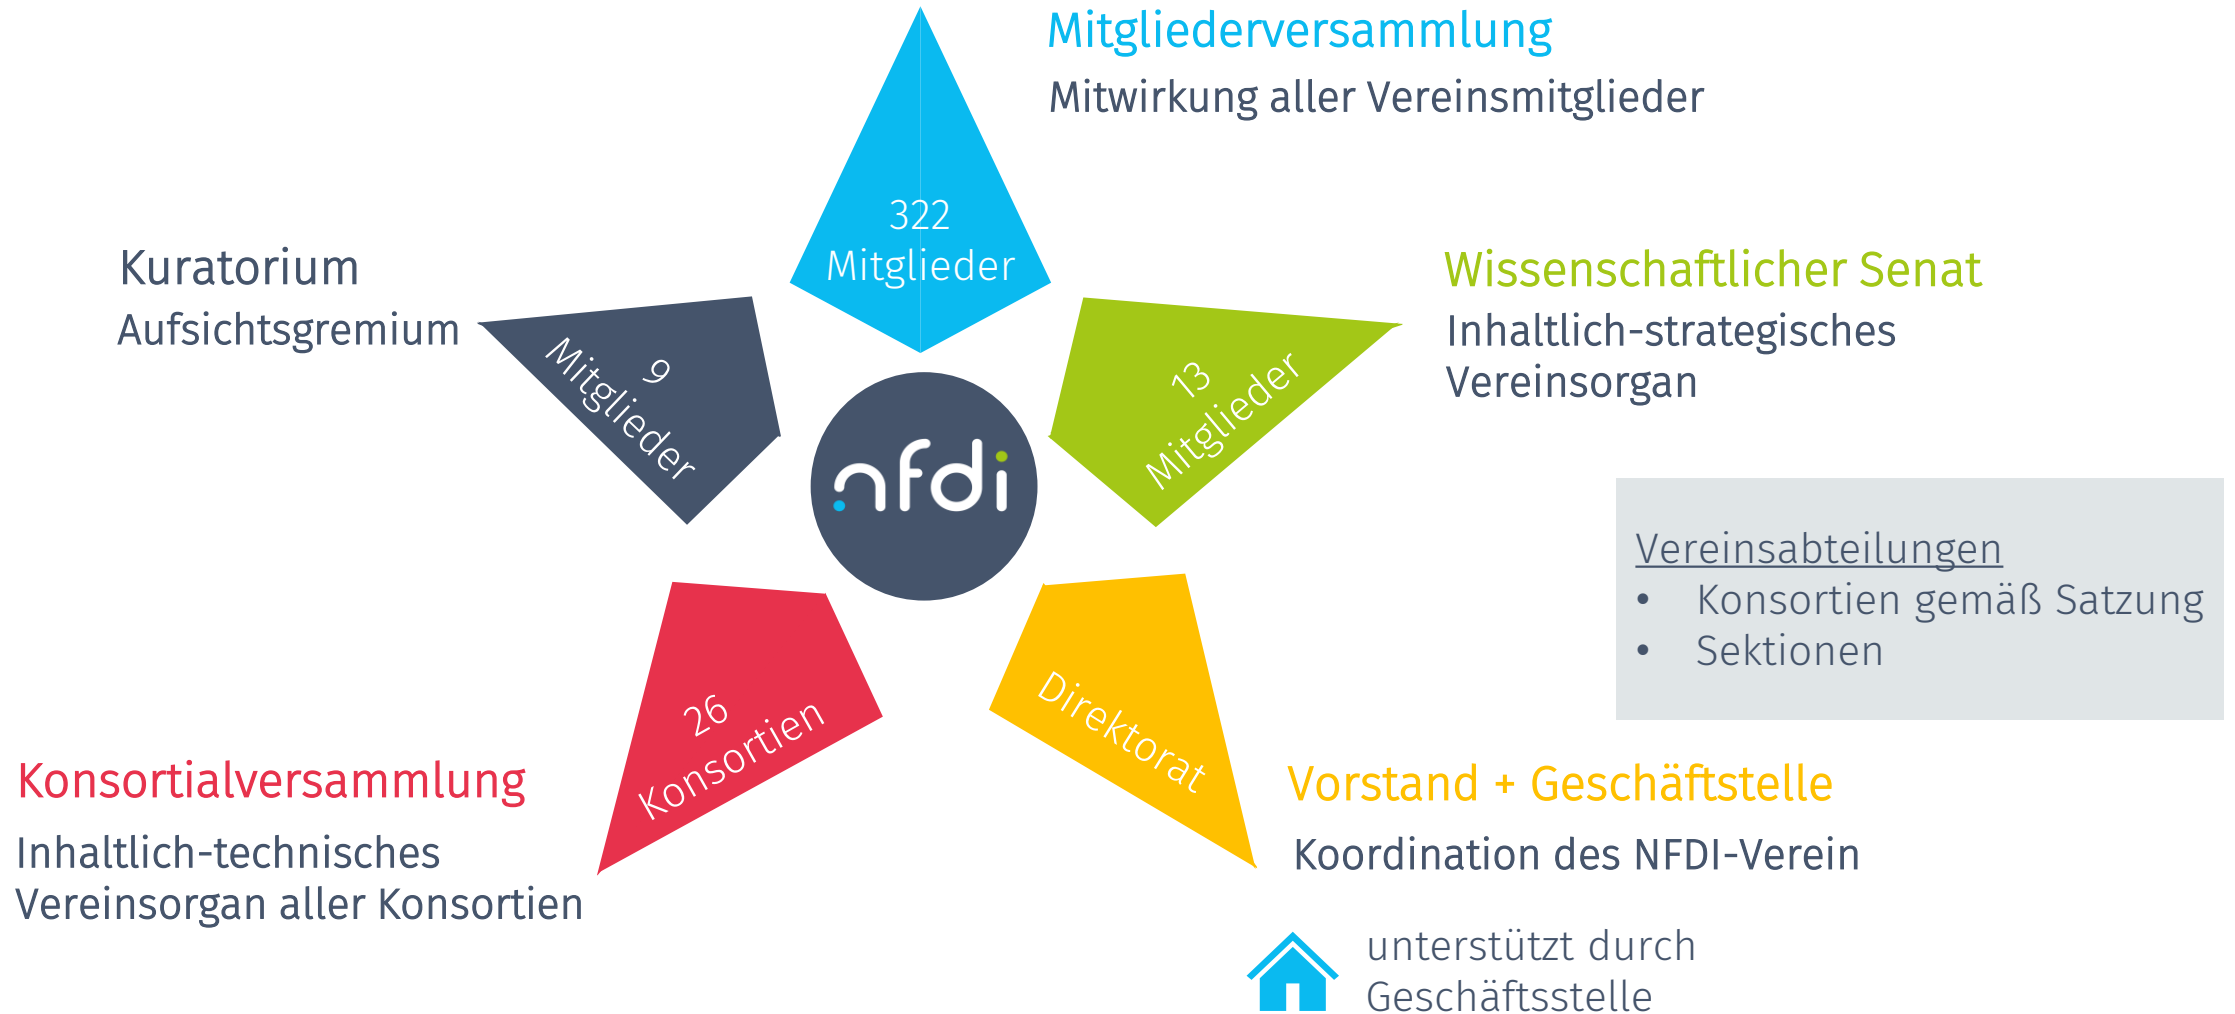 Mitgliederversammlung
Mitwirkung aller Vereinsmitglieder
322
Mitglieder
Kuratorium
Aufsichtsgremium
9
Mitglieder
Wissenschaftlicher Senat
Inhaltlich-strategisches
Vereinsorgan
13
Mitglieder
nfdi
Vereinsabteilungen
• Konsortien gemäß Satzung
• Sektionen
26
Konsortien
Konsortialversammlung
Inhaltlich-technisches
Vereinsorgan aller Konsortien
Direktorat
Vorstand + Geschäftstelle
Koordination des NFDI-Verein
unterstützt durch
Geschäftsstelle